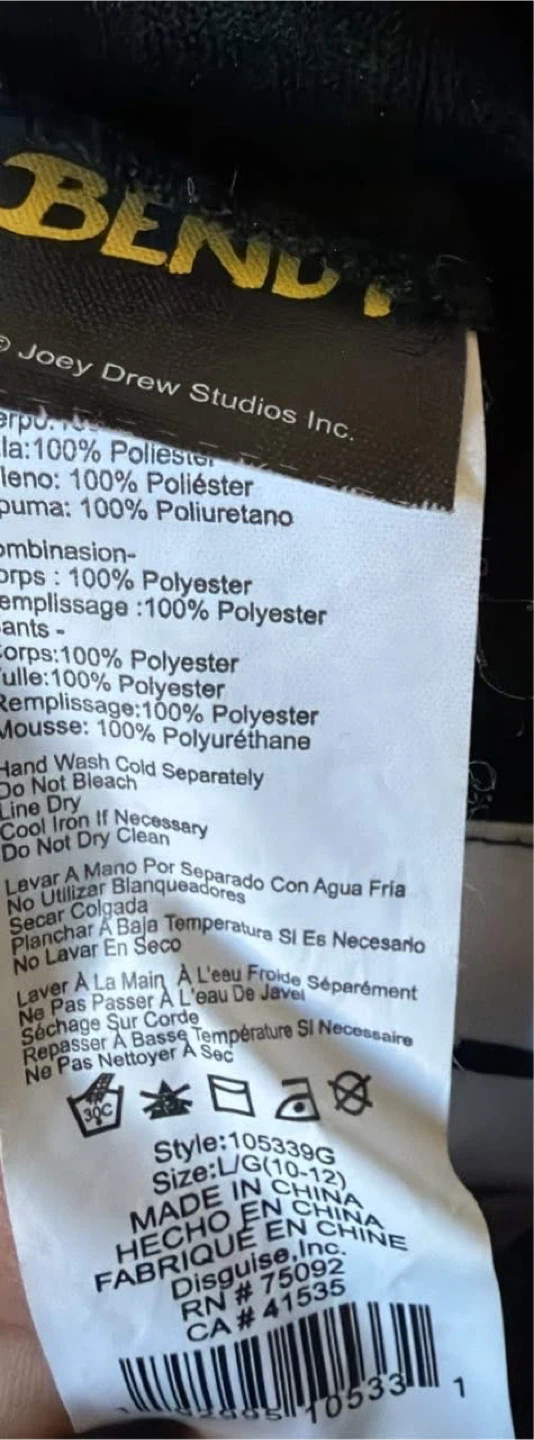 BENDY
© Joey Drew Studios Inc.
la:100% Poliéster
leno: 100% Poliéster
puma: 100% Poliuretano
ombinasion-
orps : 100% Polyester
emplissage :100% Polyester
ants -
orps:100% Polyester
ulle:100% Polyester
Remplissage:100% Polyester
Mousse: 100% Polyuréthane
Hand Wash Cold Separately
Do Not Bleach
Line Dry
Cool Iron If Necessary
Do Not Dry Clean
Lavar A Mano Por Separado Con Agua Fría
No Utilizar Blanqueadores
Secar Colgada
Planchar A Baja Temperatura SI Es Necesario
No Lavar En Seco
Laver À La Main À L'eau Froide Séparément
Ne Pas Passer À L'eau De Javel
Séchage Sur Corde
Repasser À Basse Température SI Necessaire
Ne Pas Nettoyer À Sec
30C
Style:105339G
Size:L/G(10-12)
MADE IN CHINA
HECHO EN CHINA
FABRIQUÉ EN CHINE
Disguise,Inc.
RN # 75092
CA # 41535
10533 1